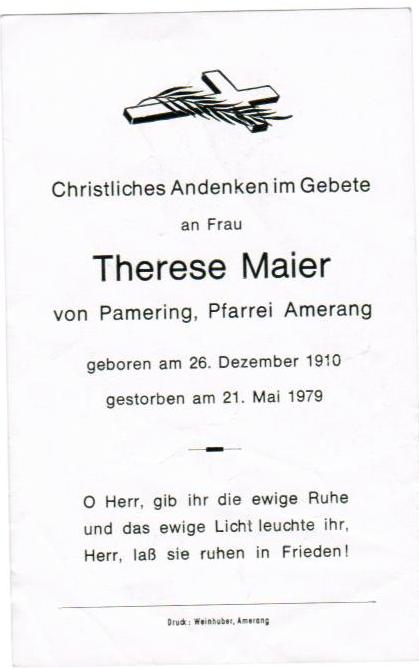 Christliches Andenken im Gebete
an Frau
Therese Maier
von Pamering, Pfarrei Amerang
geboren am 26. Dezember 1910
gestorben am 21. Mai 1979
O Herr, gib ihr die ewige Ruhe
und das ewige Licht leuchte ihr,
Herr, laß sie ruhen in Frieden!
Druck: Weinhuber, Amerang